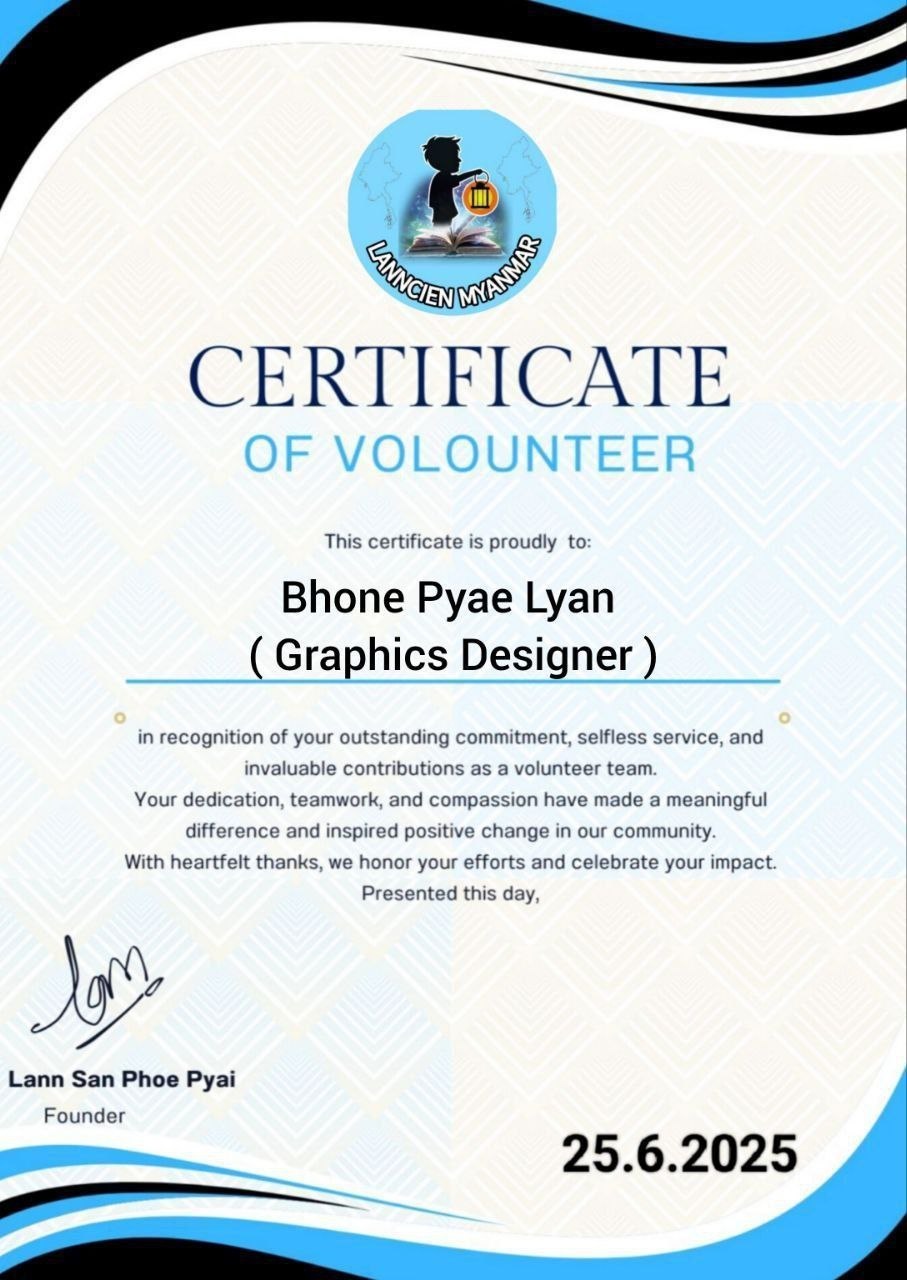 LANNCIEN MYANMAR
CERTIFICATE
OF VOLOUNTEER
This certificate is proudly to:
Bhone Pyae Lyan
( Graphics Designer )
in recognition of your outstanding commitment, selfless service, and
invaluable contributions as a volunteer team.
Your dedication, teamwork, and compassion have made a meaningful
difference and inspired positive change in our community.
With heartfelt thanks, we honor your efforts and celebrate your impact.
Presented this day,
Lann San Phoe Pyai
Founder
25.6.2025